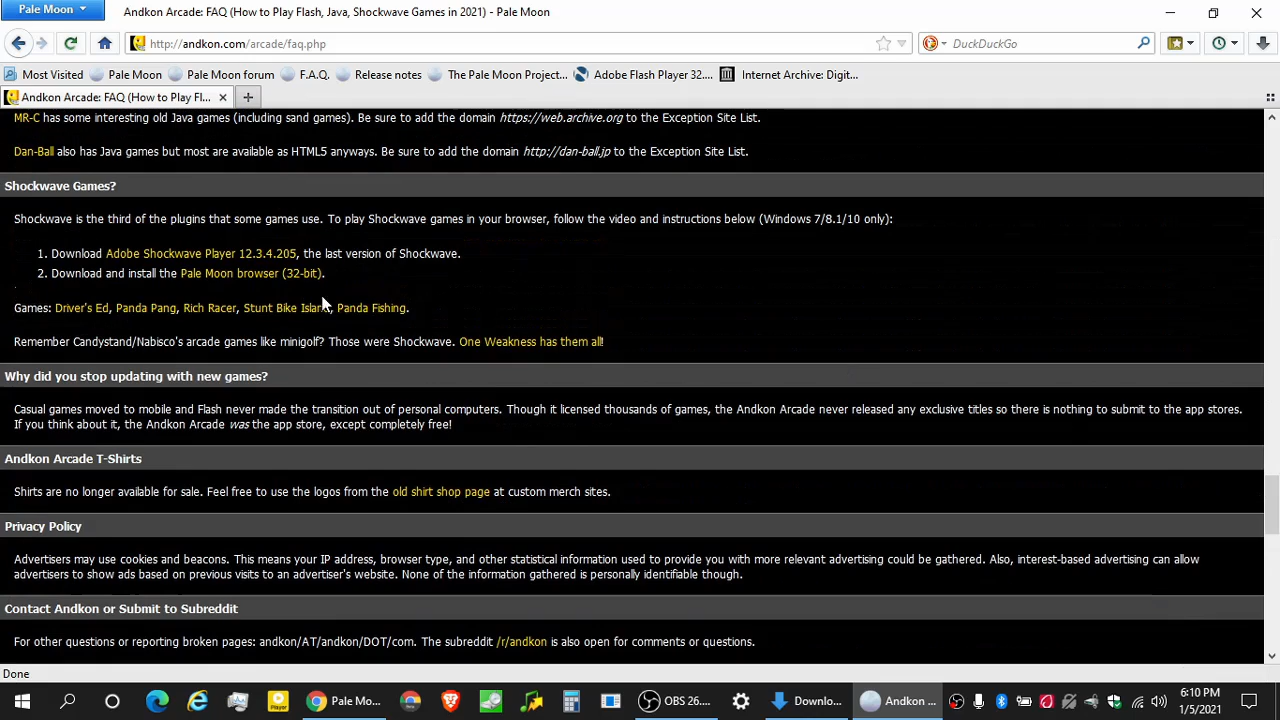 Pale Moon
Andkon Arcade: FAQ (How to Play Flash, Java, Shockwave Games in 2021) - Pale Moon
http://andkon.com/arcade/faq.php
DuckDuckGo
Most Visited
Pale Moon
Pale Moon forum
F.A.Q.
Release notes
The Pale Moon Project...
Adobe Flash Player 32....
Internet Archive: Digit...
Andkon Arcade: FAQ (How to Play Fl...
MR-C has some interesting old Java games (including sand games). Be sure to add the domain https://web.archive.org to the Exception Site List.
Dan-Ball also has Java games but most are available as HTML5 anyways. Be sure to add the domain http://dan-ball.jp to the Exception Site List.
Shockwave Games?
Shockwave is the third of the plugins that some games use. To play Shockwave games in your browser, follow the video and instructions below (Windows 7/8.1/10 only):
1. Download Adobe Shockwave Player 12.3.4.205, the last version of Shockwave.
2. Download and install the Pale Moon browser (32-bit).
Games: Driver's Ed, Panda Pang, Rich Racer, Stunt Bike Island, Panda Fishing.
Remember Candystand/Nabisco's arcade games like minigolf? Those were Shockwave. One Weakness has them all!
Why did you stop updating with new games?
Casual games moved to mobile and Flash never made the transition out of personal computers. Though it licensed thousands of games, the Andkon Arcade never released any exclusive titles so there is nothing to submit to the app stores.
If you think about it, the Andkon Arcade was the app store, except completely free!
Andkon Arcade T-Shirts
Shirts are no longer available for sale. Feel free to use the logos from the old shirt shop page at custom merch sites.
Privacy Policy
Advertisers may use cookies and beacons. This means your IP address, browser type, and other statistical information used to provide you with more relevant advertising could be gathered. Also, interest-based advertising can allow
advertisers to show ads based on previous visits to an advertiser's website. None of the information gathered is personally identifiable though.
Contact Andkon or Submit to Subreddit
For other questions or reporting broken pages: andkon/AT/andkon/DOT/com. The subreddit /r/andkon is also open for comments or questions.
Done
Pale Mo...
OBS 26....
Downlo...
Andkon ...
6:10 PM
1/5/2021